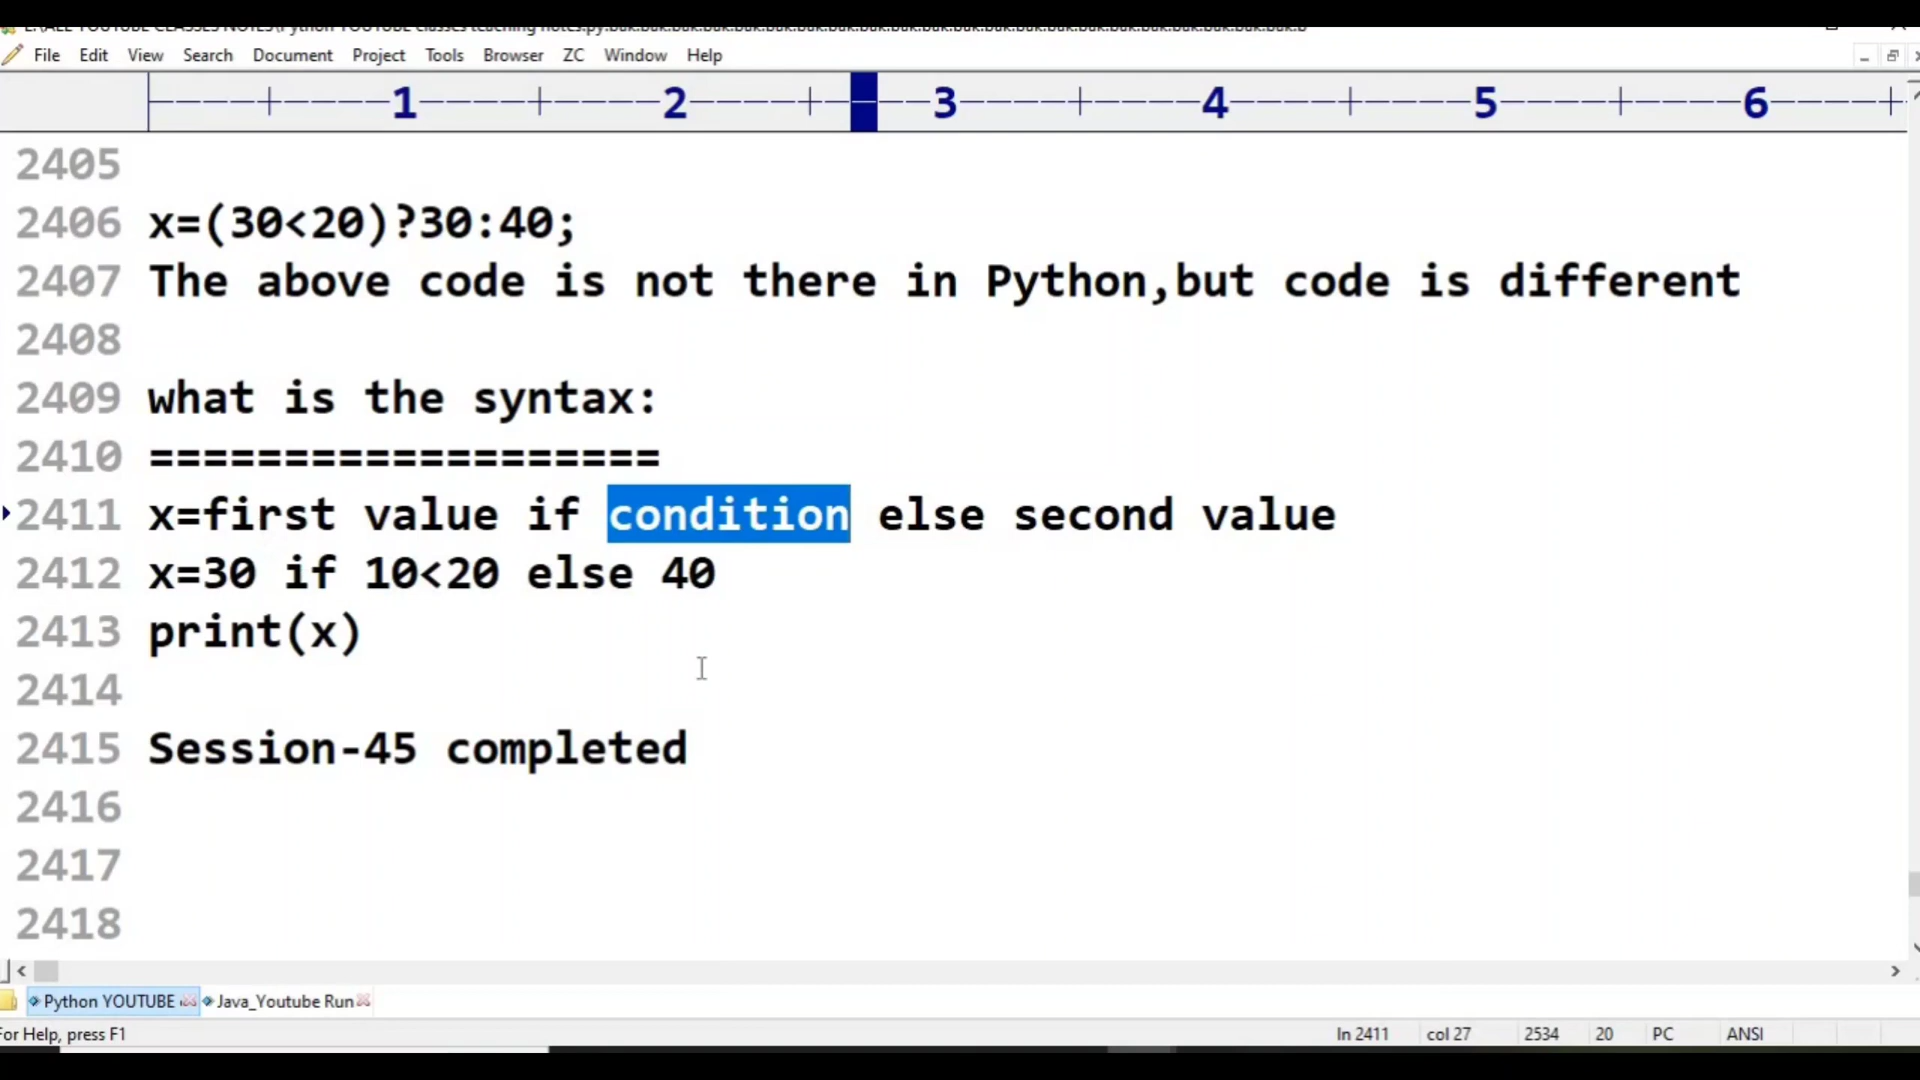 File Edit View Search Document Project Tools Browser ZC Window Help
1 2 3 4 5 6
2405
2406 x=(30<20)?30:40;
2407 The above code is not there in Python,but code is different
2408
2409 what is the syntax:
2410 ===================
2411 x=first value if condition else second value
2412 x=30 if 10<20 else 40
2413 print(x)
2414
2415 Session-45 completed
2416
2417
2418
Python YOUTUBE Java_Youtube Run
For Help, press F1 ln 2411 col 27 2534 20 PC ANSI